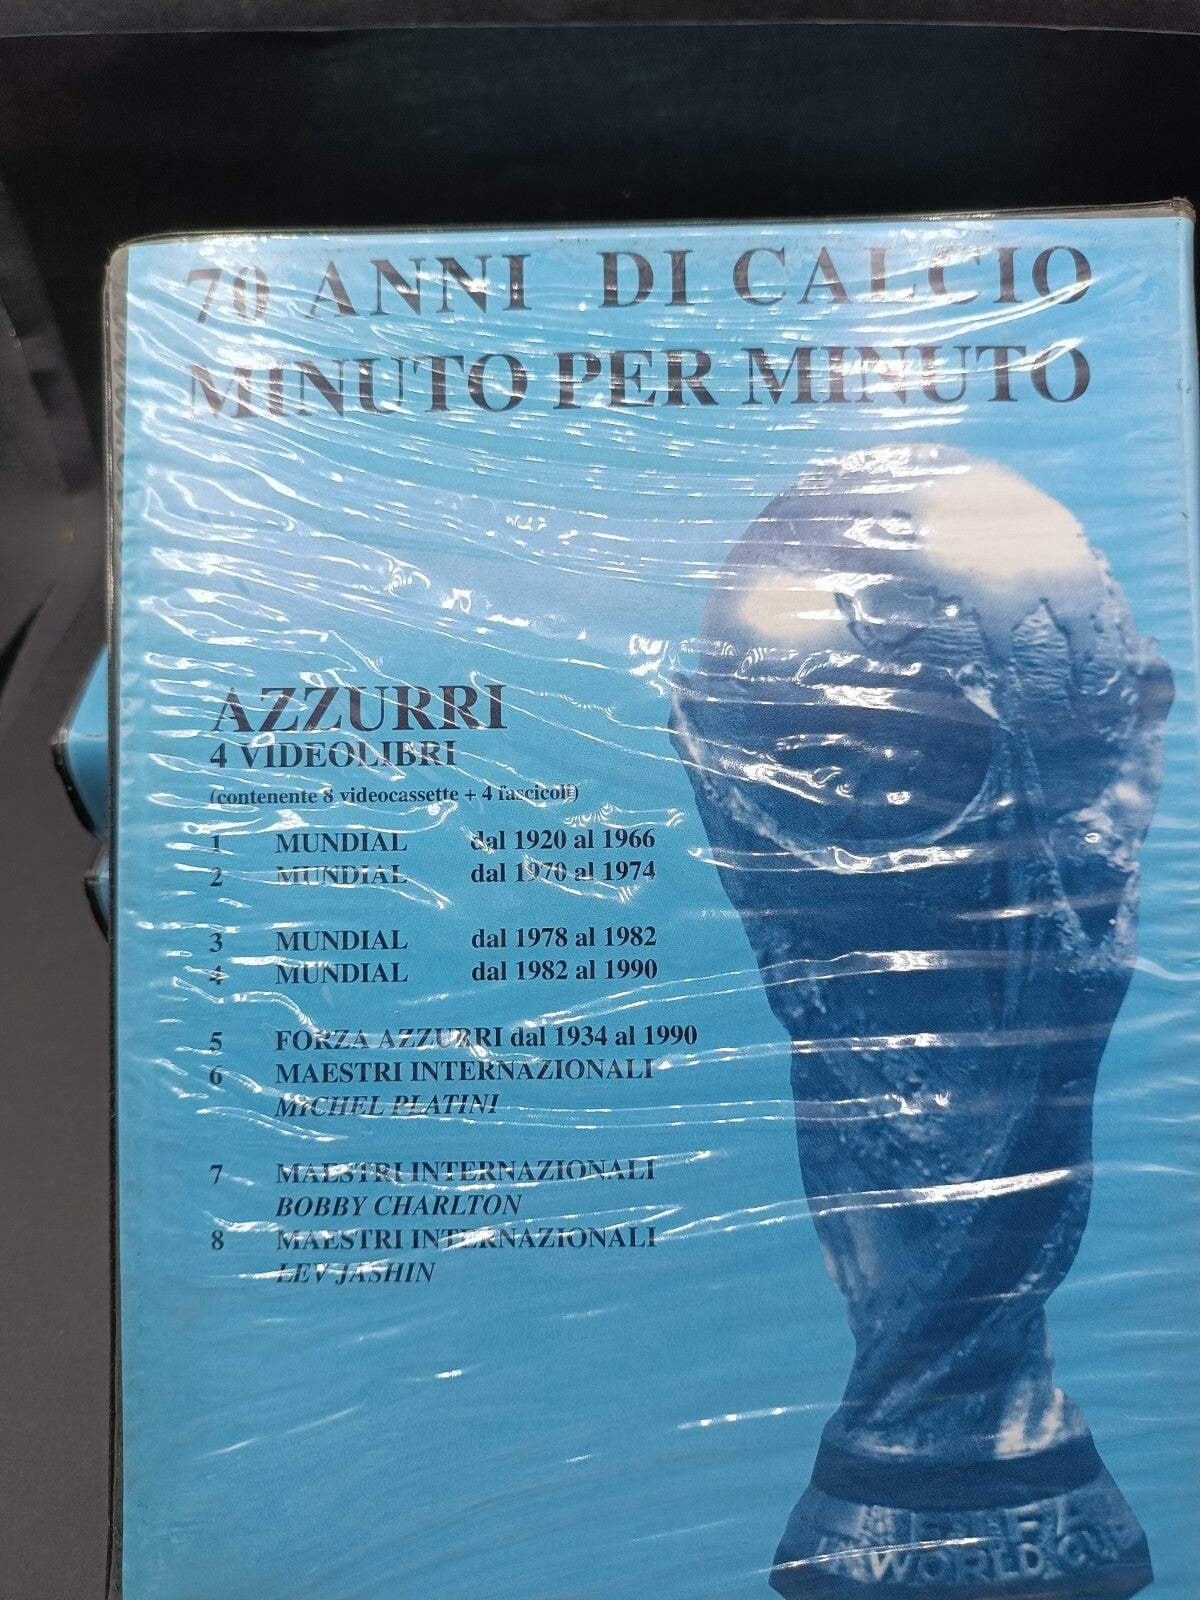 70 ANNI DI CALCIO
MINUTO PER MINUTO
AZZURRI
4 VIDEOLIBRI
(contenente 8 videocassette + 4 fascicoli)
1 MUNDIAL dal 1920 al 1966
2 MUNDIAL dal 1970 al 1974
3 MUNDIAL dal 1978 al 1982
4 MUNDIAL dal 1982 al 1990
5 FORZA AZZURRI dal 1934 al 1990
6 MAESTRI INTERNAZIONALI
MICHEL PLATINI
7 MAESTRI INTERNAZIONALI
BOBBY CHARLTON
8 MAESTRI INTERNAZIONALI
LEV JASHIN
WORLD CUP